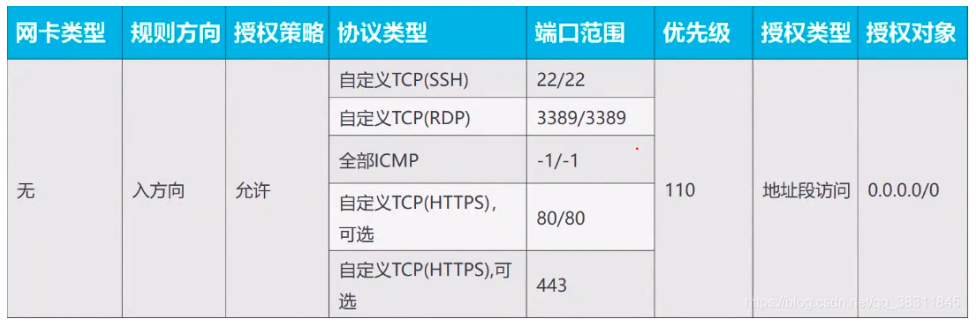 网卡类型 规则方向 授权策略 协议类型 端口范围 优先级 授权类型 授权对象
自定义TCP(SSH) 22/22
自定义TCP(RDP) 3389/3389
全部ICMP -1/-1
无 入方向 允许 110 地址段访问 0.0.0.0/0
自定义TCP(HTTPS),
可选
80/80
自定义TCP(HTTPS),可
选
443
https://blog.csdn.net/qq_38311845